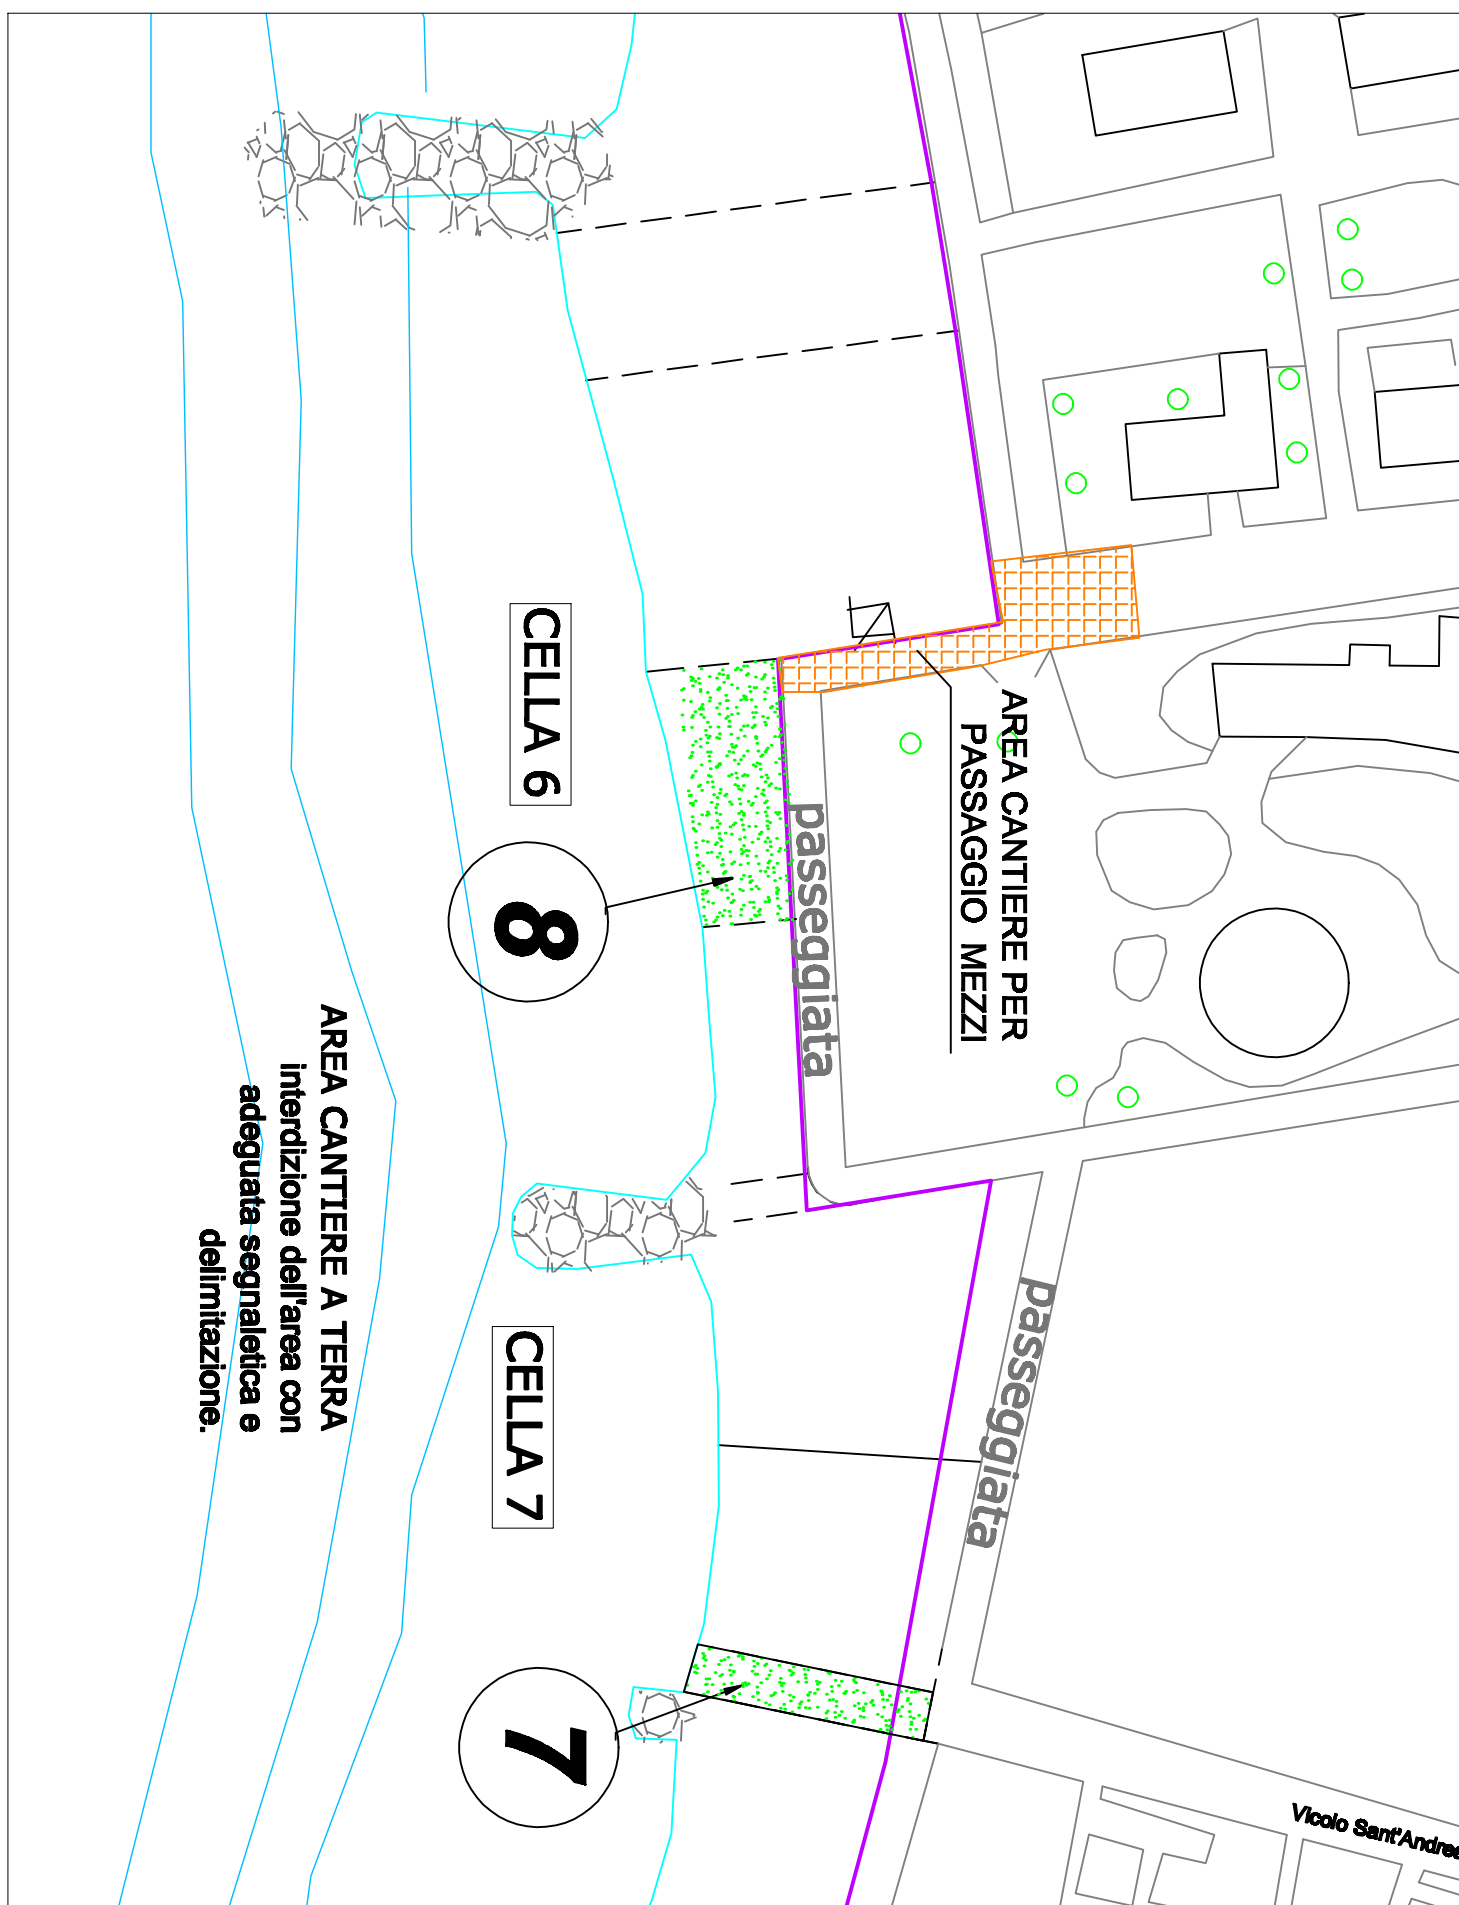 AREA CANTIERE PER
PASSAGGIO MEZZI
passeggiata
CELLA 6
8
AREA CANTIERE A TERRA
interdizione dell'area con
adeguata segnaletica e
delimitazione.
passeggiata
CELLA 7
7
Vicolo Sant'Andrea